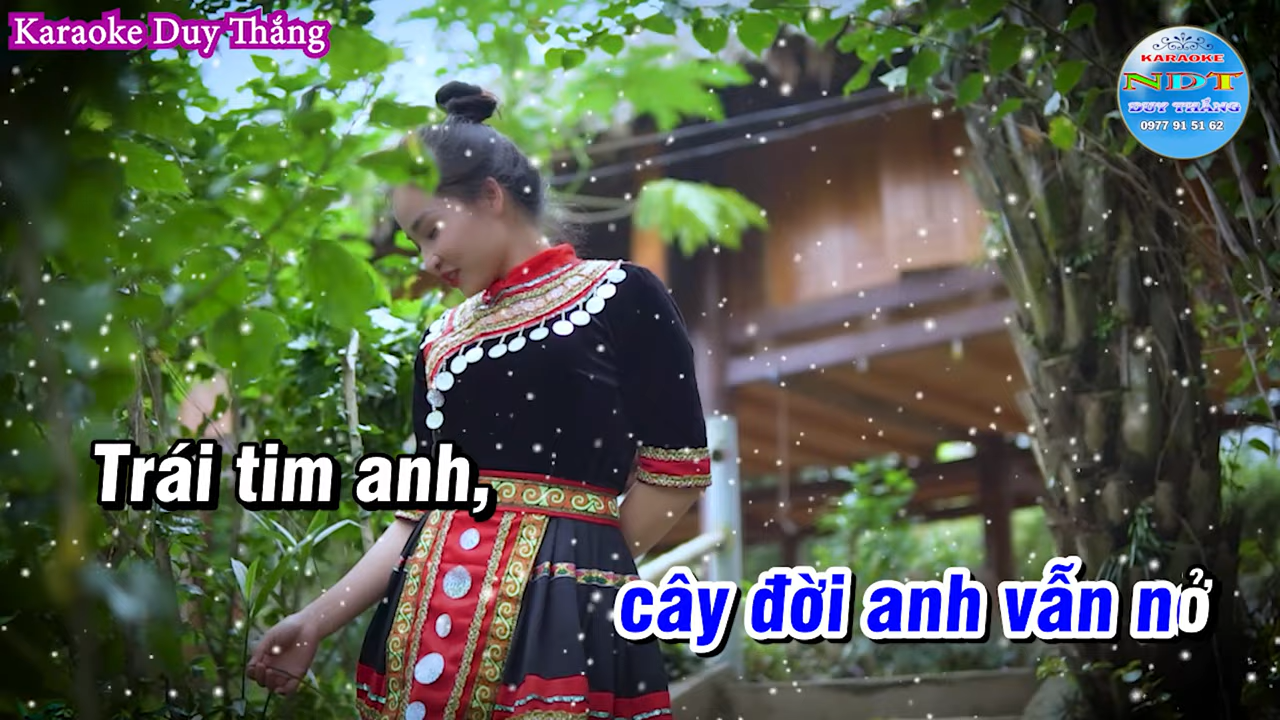 Karaoke Duy Thắng
KARAOKE
NDT
DUY THẮNG
0977 91 51 62
Trái tim anh,
cây đời anh vẫn nở